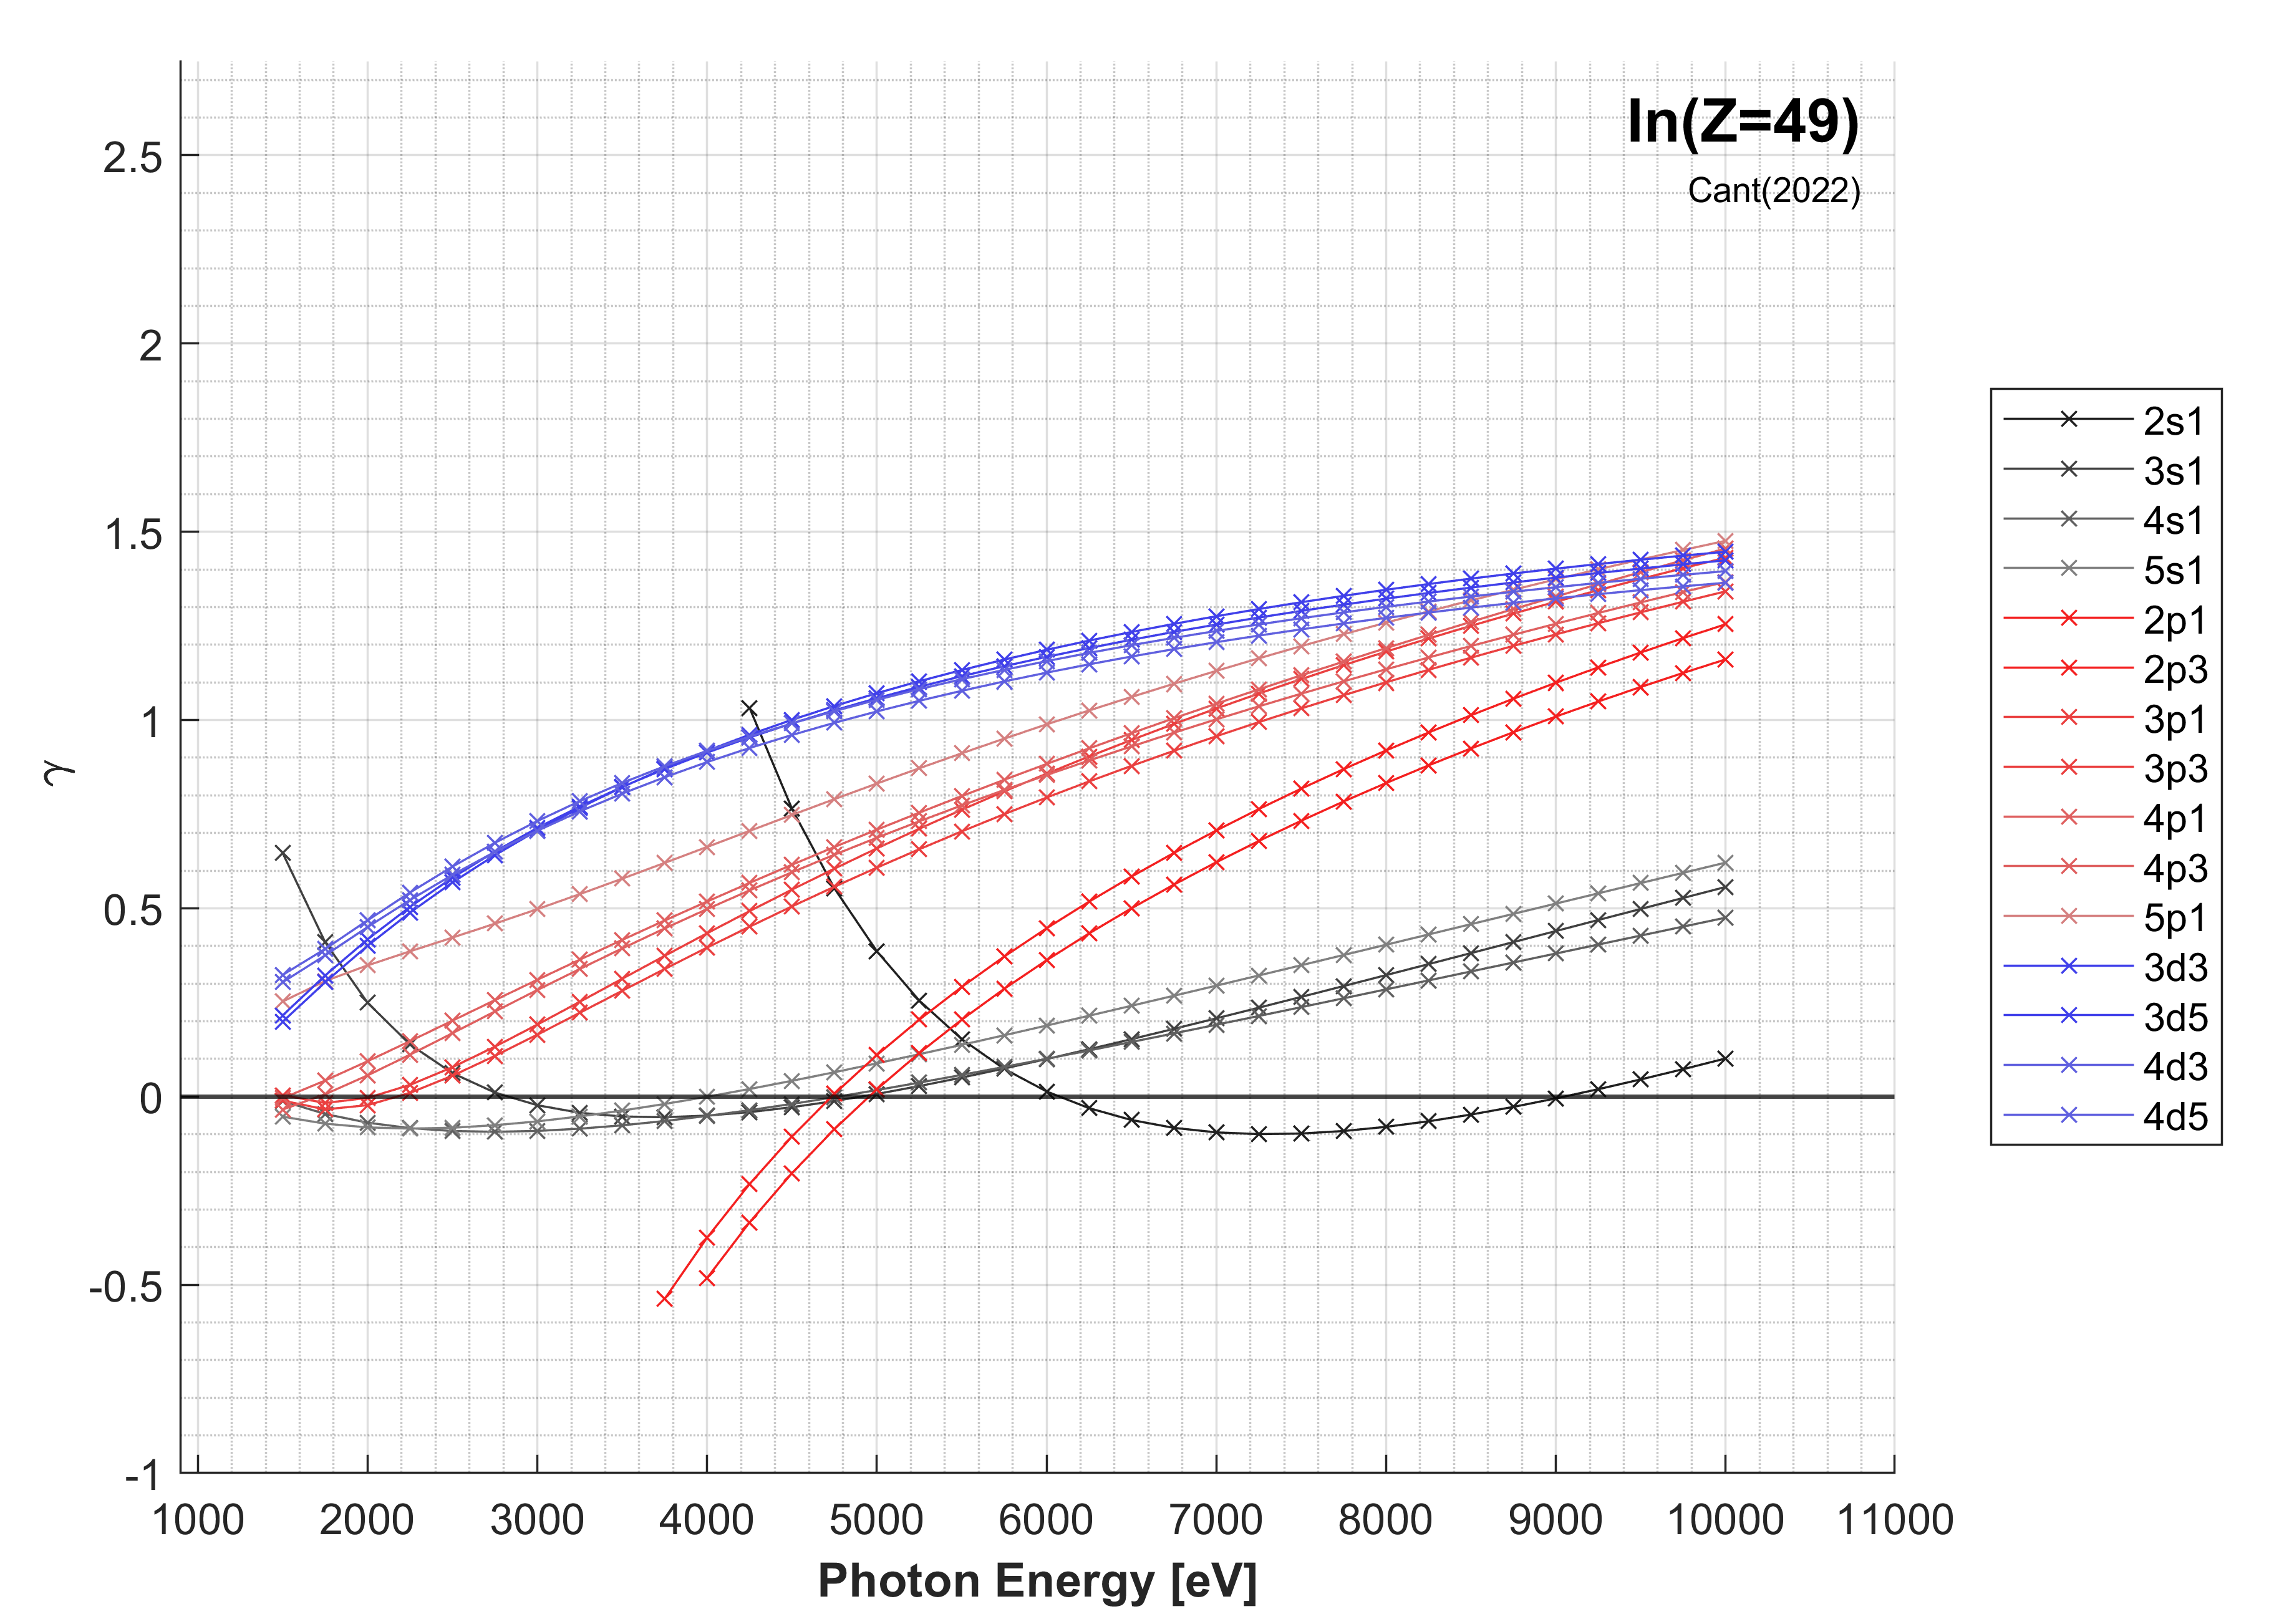 In(Z=49)
Cant(2022)
2.5
2
1.5
1
0.5
0
-0.5
-1
γ
1000 2000 3000 4000 5000 6000 7000 8000 9000 10000 11000
Photon Energy [eV]
2s1
3s1
4s1
5s1
2p1
2p3
3p1
3p3
4p1
4p3
5p1
3d3
3d5
4d3
4d5